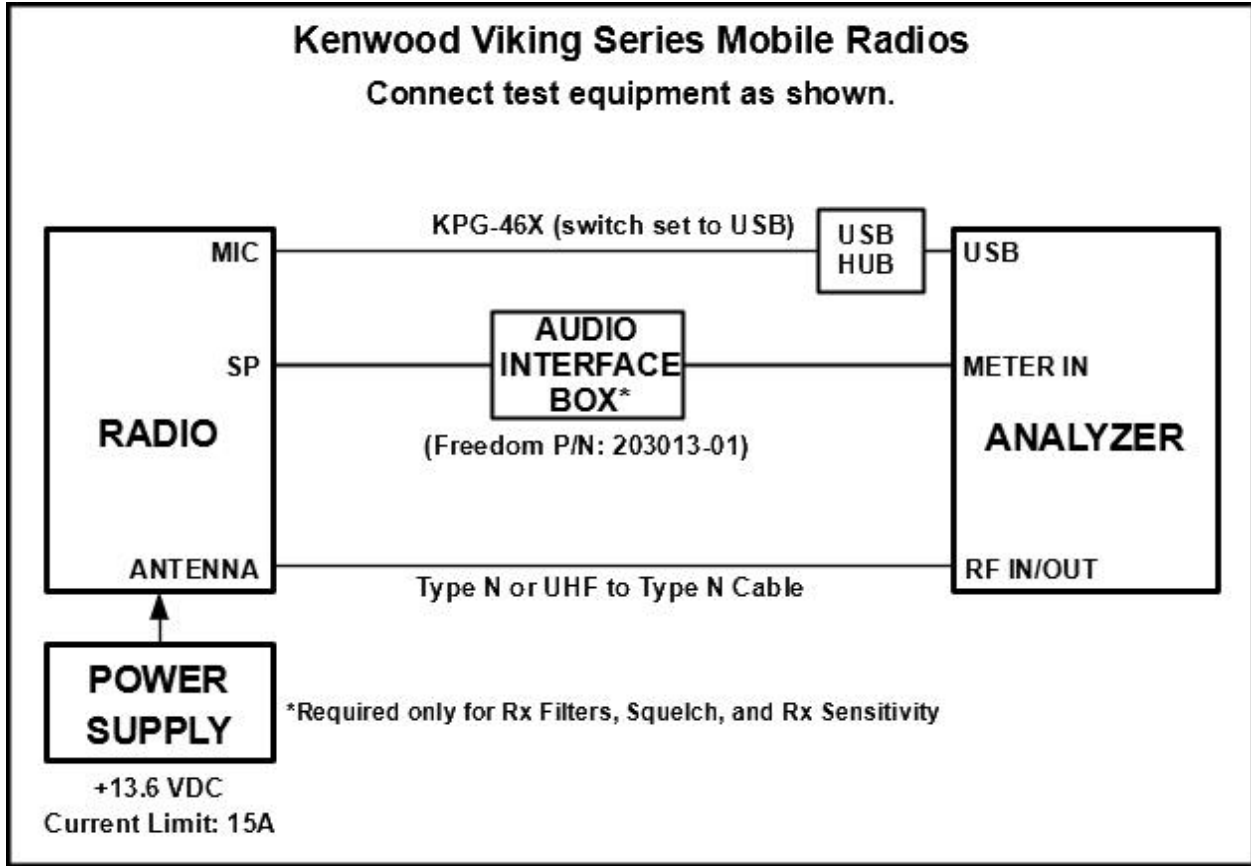 Kenwood Viking Series Mobile Radios
Connect test equipment as shown.
KPG-46X (switch set to USB)
USB
HUB
MIC
USB
AUDIO
INTERFACE
BOX*
SP
METER IN
RADIO
(Freedom P/N: 203013-01)
ANALYZER
ANTENNA
Type N or UHF to Type N Cable
RF IN/OUT
POWER
SUPPLY
*Required only for Rx Filters, Squelch, and Rx Sensitivity
+13.6 VDC
Current Limit: 15A